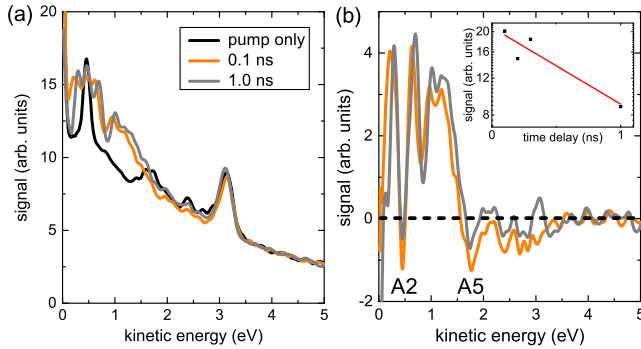 (a)
20
15
10
5
0
signal (arb. units)
pump only
0.1 ns
1.0 ns
0 1 2 3 4 5
kinetic energy (eV)
(b)
4
2
0
-2
signal (arb. units)
A2 A5
0 1 2 3 4 5
kinetic energy (eV)
20
16
12
8
signal (arb. units)
0 1
time delay (ns)